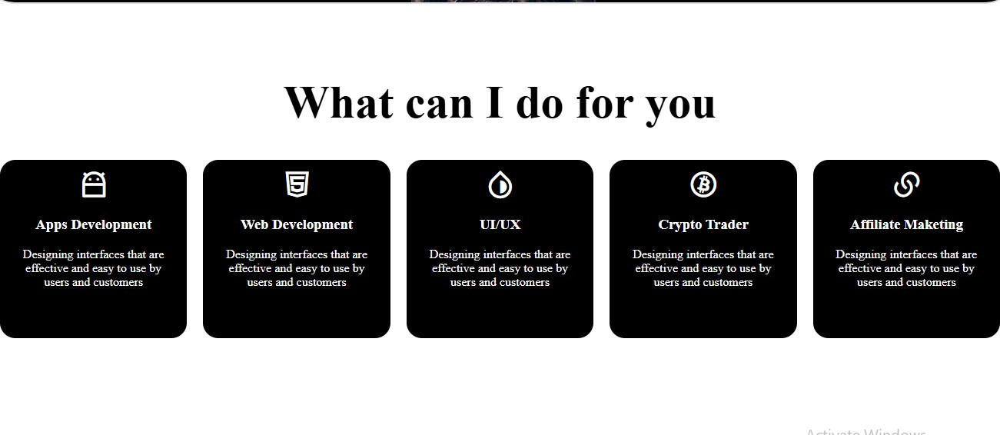 What can I do for you
Apps Development
Designing interfaces that are
effective and easy to use by
users and customers
Web Development
Designing interfaces that are
effective and easy to use by
users and customers
UI/UX
Designing interfaces that are
effective and easy to use by
users and customers
Crypto Trader
Designing interfaces that are
effective and easy to use by
users and customers
Affiliate Maketing
Designing interfaces that are
effective and easy to use by
users and customers
Activate Windows